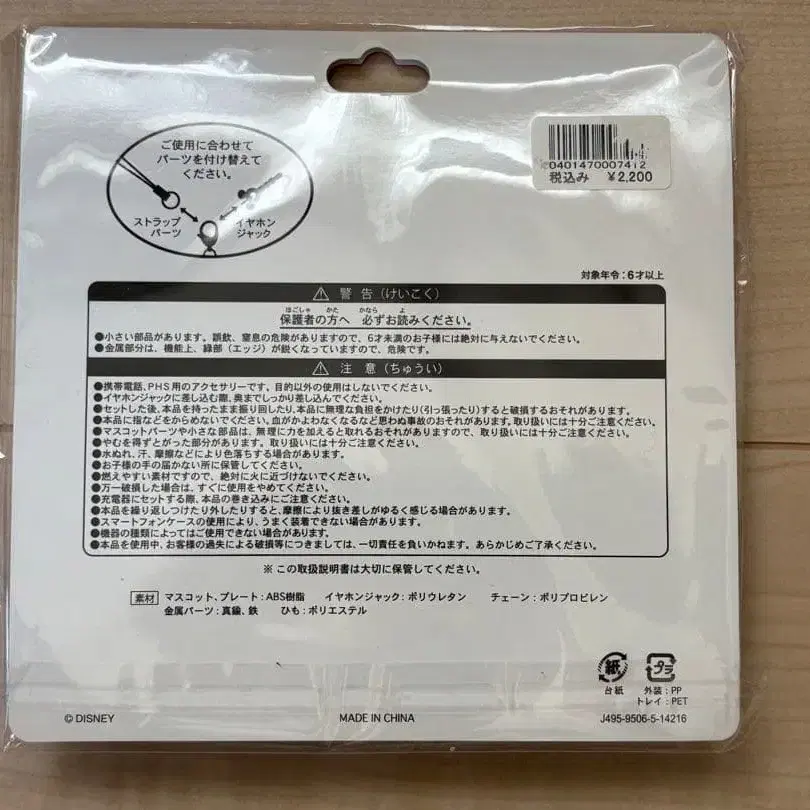 ご使用に合わせて
パーツを付け替えて
ください。
ストラップ
パーツ
イヤホン
ジャック
税込み ¥2,200
対象年令：6才以上
⚠ 警 告（けいこく）
保護者の方へ 必ずお読みください。
●小さい部品があります。誤飲、窒息の危険がありますので、6才未満のお子様には絶対に与えないでください。
●金属部分は、機能上、縁部（エッジ）が鋭くなっていますので、危険です。
⚠ 注 意（ちゅうい）
●携帯電話、PHS用のアクセサリーです。目的以外の使用はしないでください。
●イヤホンジャックに差し込む際、奥までしっかり差し込んでください。
●セットした後、本品を持ったまま振り回したり、本品に無理な負担をかけたり（引っ張ったり）すると破損するおそれがあります。
●本品に指などをからめないでください。血がかよわなくなるなど思わぬ事故のおそれがあります。取り扱いには十分ご注意ください。
●マスコットパーツや小さな部品は、無理に力を加えると取れるおそれがありますので、取り扱いには十分ご注意ください。
●やむを得ずとがった部分があります。取り扱いには十分ご注意ください。
●水ぬれ、汗、摩擦などにより色落ちする場合があります。
●お子様の手の届かない所に保管してください。
●燃えやすい素材ですので、絶対に火に近づけないでください。
●万一破損した場合は、すぐに使用をやめてください。
●充電器にセットする際、本品の巻き込みにご注意ください。
●本品を繰り返しつけたり外したりすると、摩擦により抜き差しがゆるく感じる場合があります。
●スマートフォンケースの使用により、うまく装着できない場合があります。
●機器の種類によってはご使用できない場合があります。
●本品を使用中、お客様の過失による破損等につきましては、一切責任を負いかねます。あらかじめご了承ください。
※ この取扱説明書は大切に保管してください。
素材 マスコット、プレート：ABS樹脂 イヤホンジャック：ポリウレタン チェーン：ポリプロピレン
金属パーツ：真鍮、鉄 ひも：ポリエステル
紙 プラ
台紙 外装：PP
トレイ：PET
© DISNEY MADE IN CHINA J495-9506-5-14216